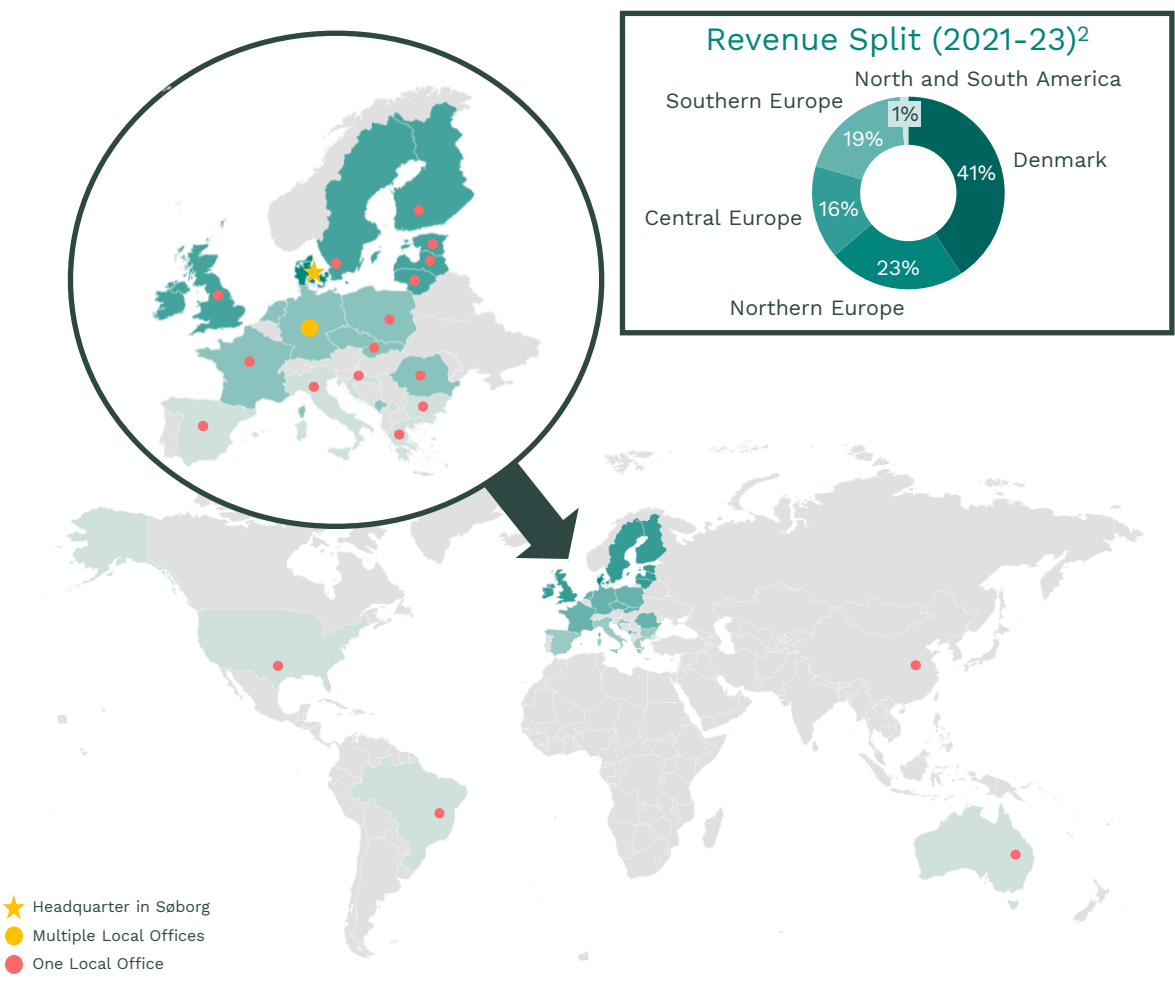 Revenue Split (2021-23)²
North and South America
Southern Europe
1%
19%
41%
Denmark
Central Europe
16%
23%
Northern Europe
Headquarter in Søborg
Multiple Local Offices
One Local Office